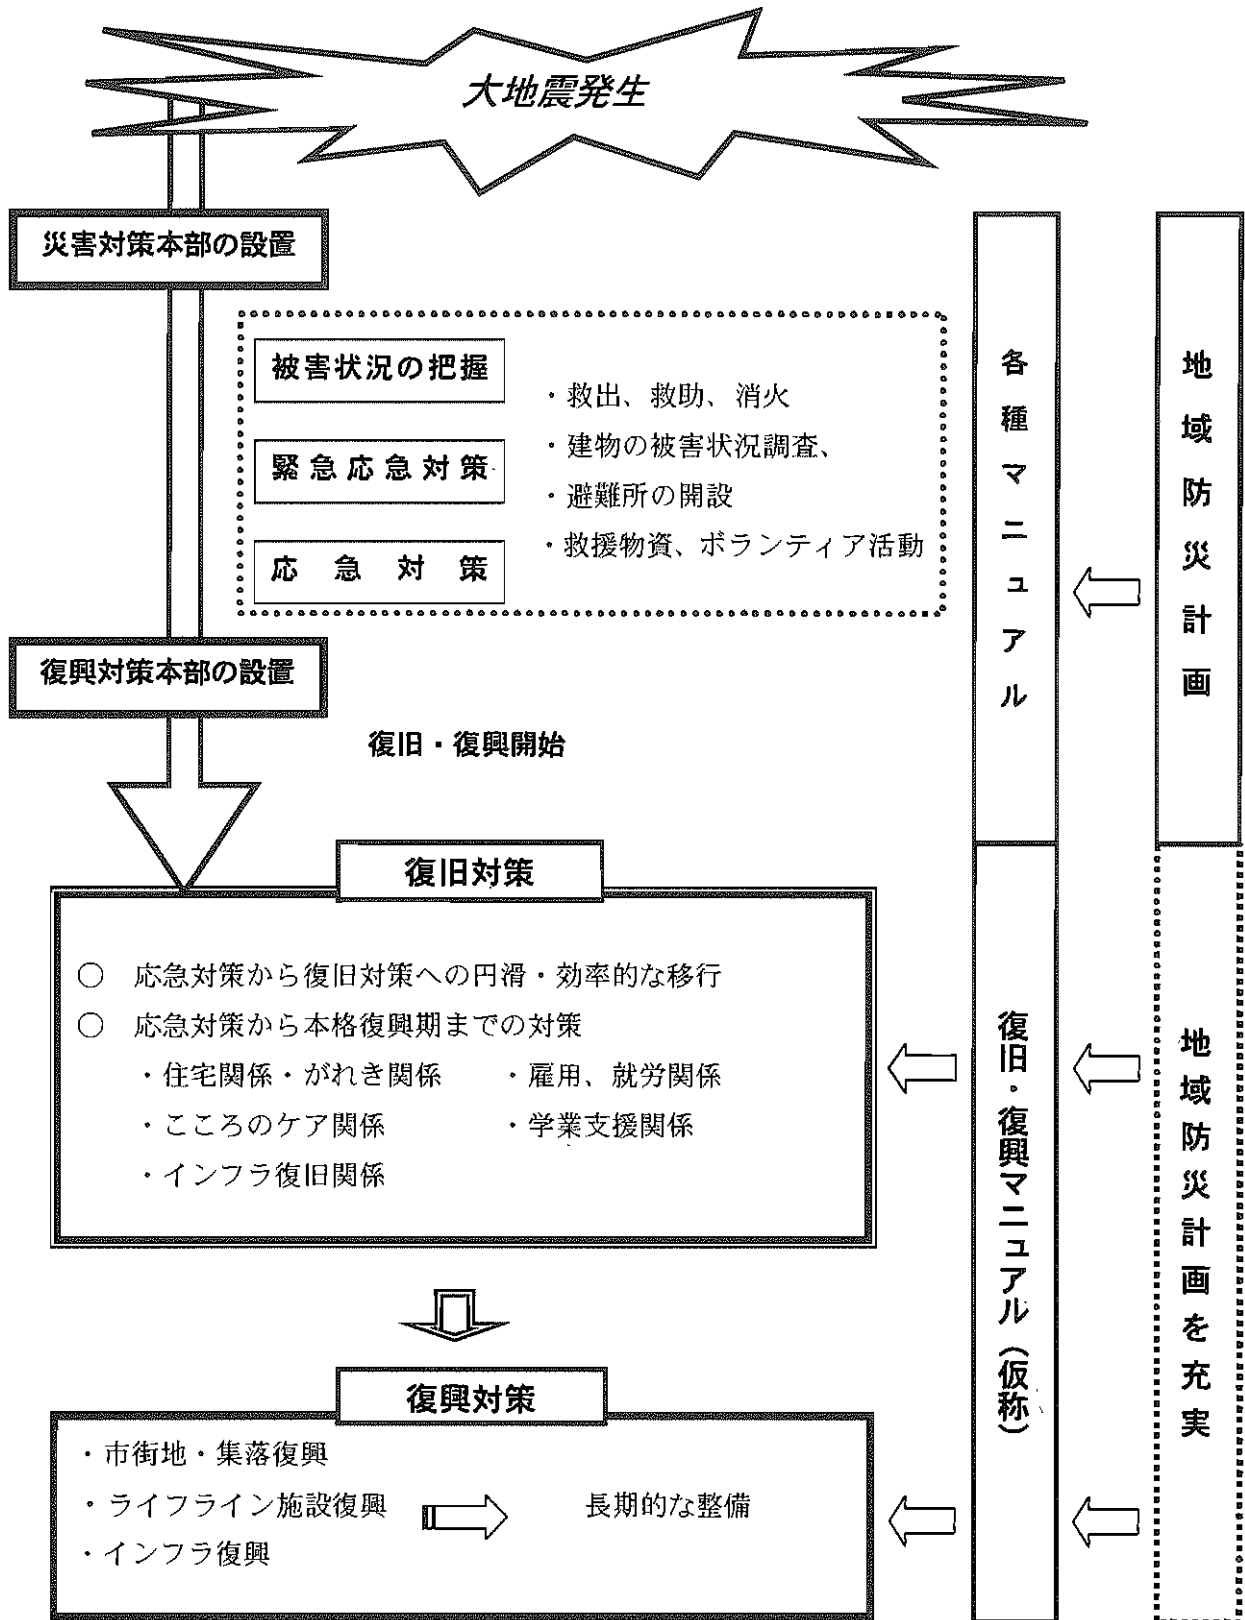 大地震発生
災害対策本部の設置
被害状況の把握
緊急応急対策
応急対策
・救出、救助、消火
・建物の被害状況調査、
・避難所の開設
・救援物資、ボランティア活動
復興対策本部の設置
復旧・復興開始
復旧対策
○ 応急対策から復旧対策への円滑・効率的な移行
○ 応急対策から本格復興期までの対策
・住宅関係・がれき関係 ・雇用、就労関係
・こころのケア関係 ・学業支援関係
・インフラ復旧関係
復興対策
・市街地・集落復興
・ライフライン施設復興 長期的な整備
・インフラ復興
各種マニュアル
復旧・復興マニュアル（仮称）
地域防災計画
地域防災計画を充実